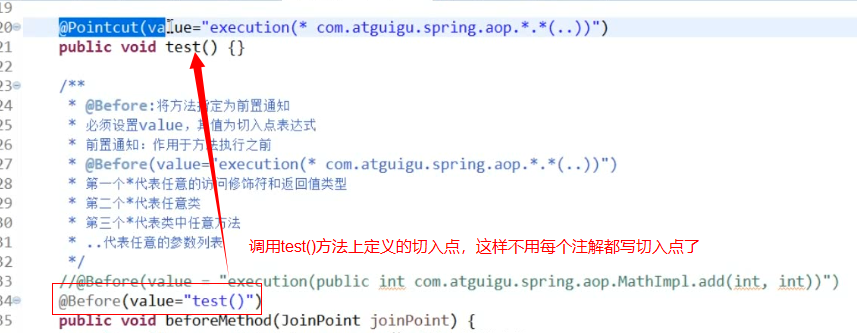 19
20 @Pointcut(value="execution(* com.atguigu.spring.aop.*.*(..))")
21 public void test() {}
22
23 /**
24 * @Before:将方法指定为前置通知
25 * 必须设置value，其值为切入点表达式
26 * 前置通知：作用于方法执行之前
27 * @Before(value="execution(* com.atguigu.spring.aop.*.*(..))")
28 * 第一个*代表任意的访问修饰符和返回值类型
29 * 第二个*代表任意类
30 * 第三个*代表类中任意方法
31 * ..代表任意的参数列表
调用test()方法上定义的切入点，这样不用每个注解都写切入点了
32 */
33 //@Before(value = "execution(public int com.atguigu.spring.aop.MathImpl.add(int, int))")
34 @Before(value="test()")
35 public void beforeMethod(JoinPoint joinPoint) {